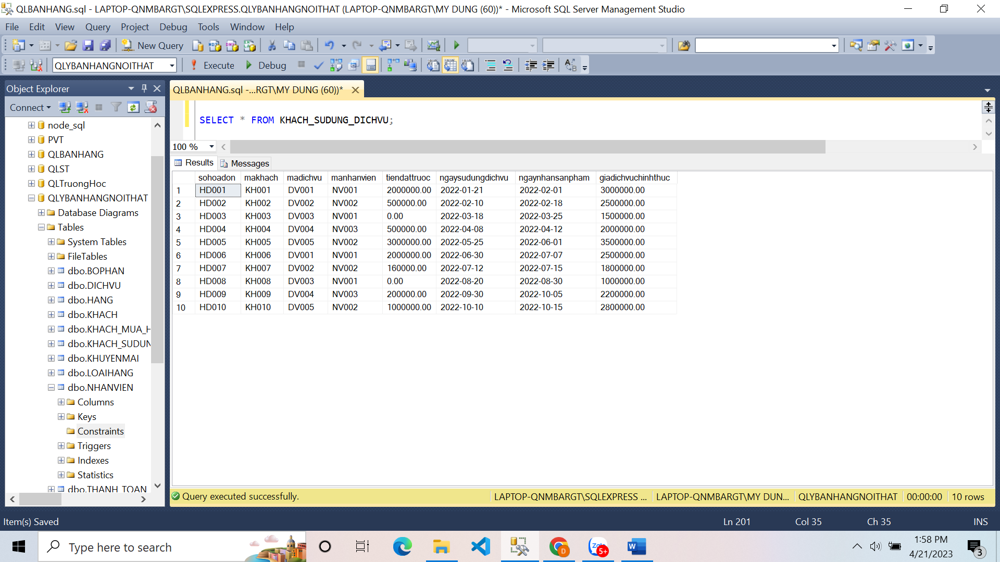 QLBANHANG.sql - LAPTOP-QNMBARGT\SQLEXPRESS.QLYBANHANGNOITHAT (LAPTOP-QNMBARGT\MY DUNG (60))* - Microsoft SQL Server Management Studio
File Edit View Query Project Debug Tools Window Help
New Query
QLYBANHANGNOITHAT Execute Debug
Object Explorer
Connect
node_sql
PVT
QLBANHANG
QLST
QLTruongHoc
QLYBANHANGNOITHAT
Database Diagrams
Tables
System Tables
FileTables
dbo.BOPHAN
dbo.DICHVU
dbo.HANG
dbo.KHACH
dbo.KHACH_MUA_H
dbo.KHACH_SUDUN
dbo.KHUYENMAI
dbo.LOAIHANG
dbo.NHANVIEN
Columns
Keys
Constraints
Triggers
Indexes
Statistics
dbo.THANH_TOAN
QLBANHANG.sql -...RGT\MY DUNG (60))*
SELECT * FROM KHACH_SUDUNG_DICHVU;
100 %
Results Messages
sohoadon makhach madichvu manhanvien tiendattruoc ngaysudungdichvu ngaynhansanpham giadichvuchinhthuc
1 HD001 KH001 DV001 NV001 2000000.00 2022-01-21 2022-02-01 3000000.00
2 HD002 KH002 DV002 NV002 500000.00 2022-02-10 2022-02-18 2500000.00
3 HD003 KH003 DV003 NV001 0.00 2022-03-18 2022-03-25 1500000.00
4 HD004 KH004 DV004 NV003 500000.00 2022-04-08 2022-04-12 2000000.00
5 HD005 KH005 DV005 NV002 3000000.00 2022-05-25 2022-06-01 3500000.00
6 HD006 KH006 DV001 NV001 2000000.00 2022-06-30 2022-07-07 2500000.00
7 HD007 KH007 DV002 NV002 160000.00 2022-07-12 2022-07-15 1800000.00
8 HD008 KH008 DV003 NV001 0.00 2022-08-20 2022-08-30 1000000.00
9 HD009 KH009 DV004 NV003 200000.00 2022-09-30 2022-10-05 2200000.00
10 HD010 KH010 DV005 NV002 1000000.00 2022-10-10 2022-10-15 2800000.00
Query executed successfully. LAPTOP-QNMBARGT\SQLEXPRESS ... LAPTOP-QNMBARGT\MY DUN... QLYBANHANGNOITHAT 00:00:00 10 rows
Item(s) Saved Ln 201 Col 35 Ch 35 INS
Type here to search
Zalo 5+
1:58 PM
4/21/2023
3